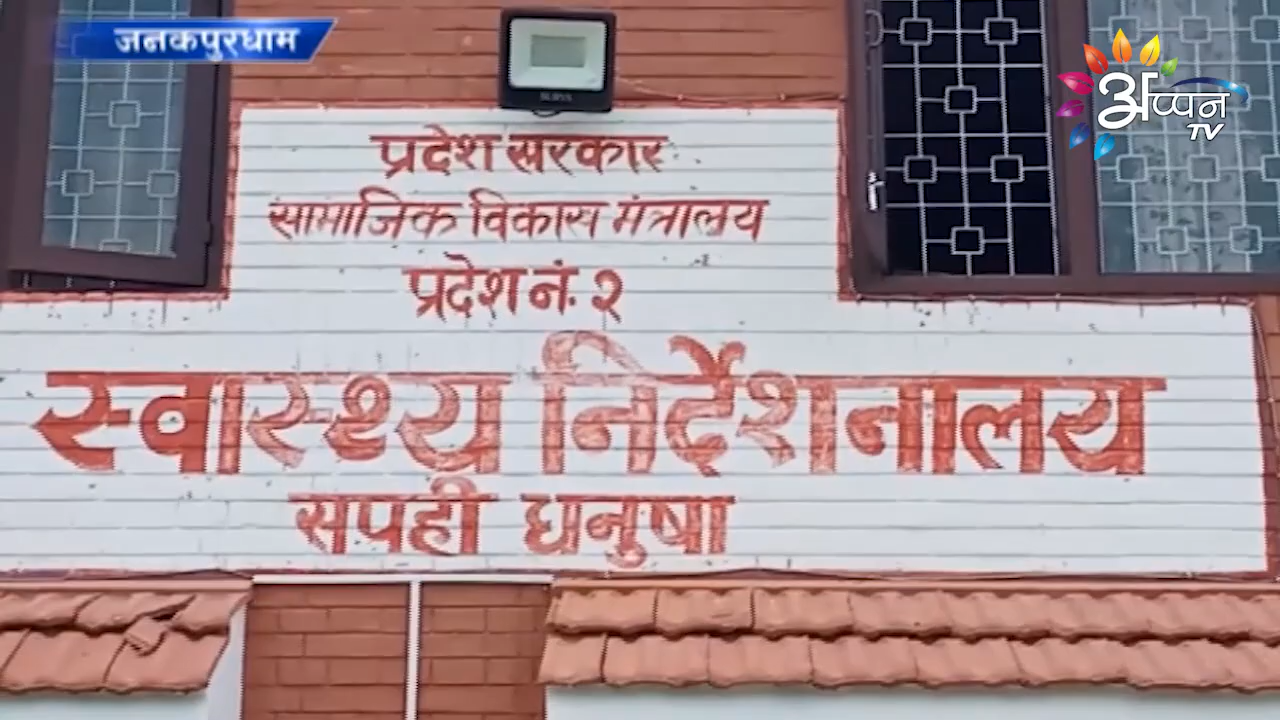 जनकपुरधाम
अप्पन
TV
प्रदेश सरकार
सामाजिक विकास मंत्रालय
प्रदेश नं. २
स्वास्थ्य निर्देशनालय
सपही धनुषा